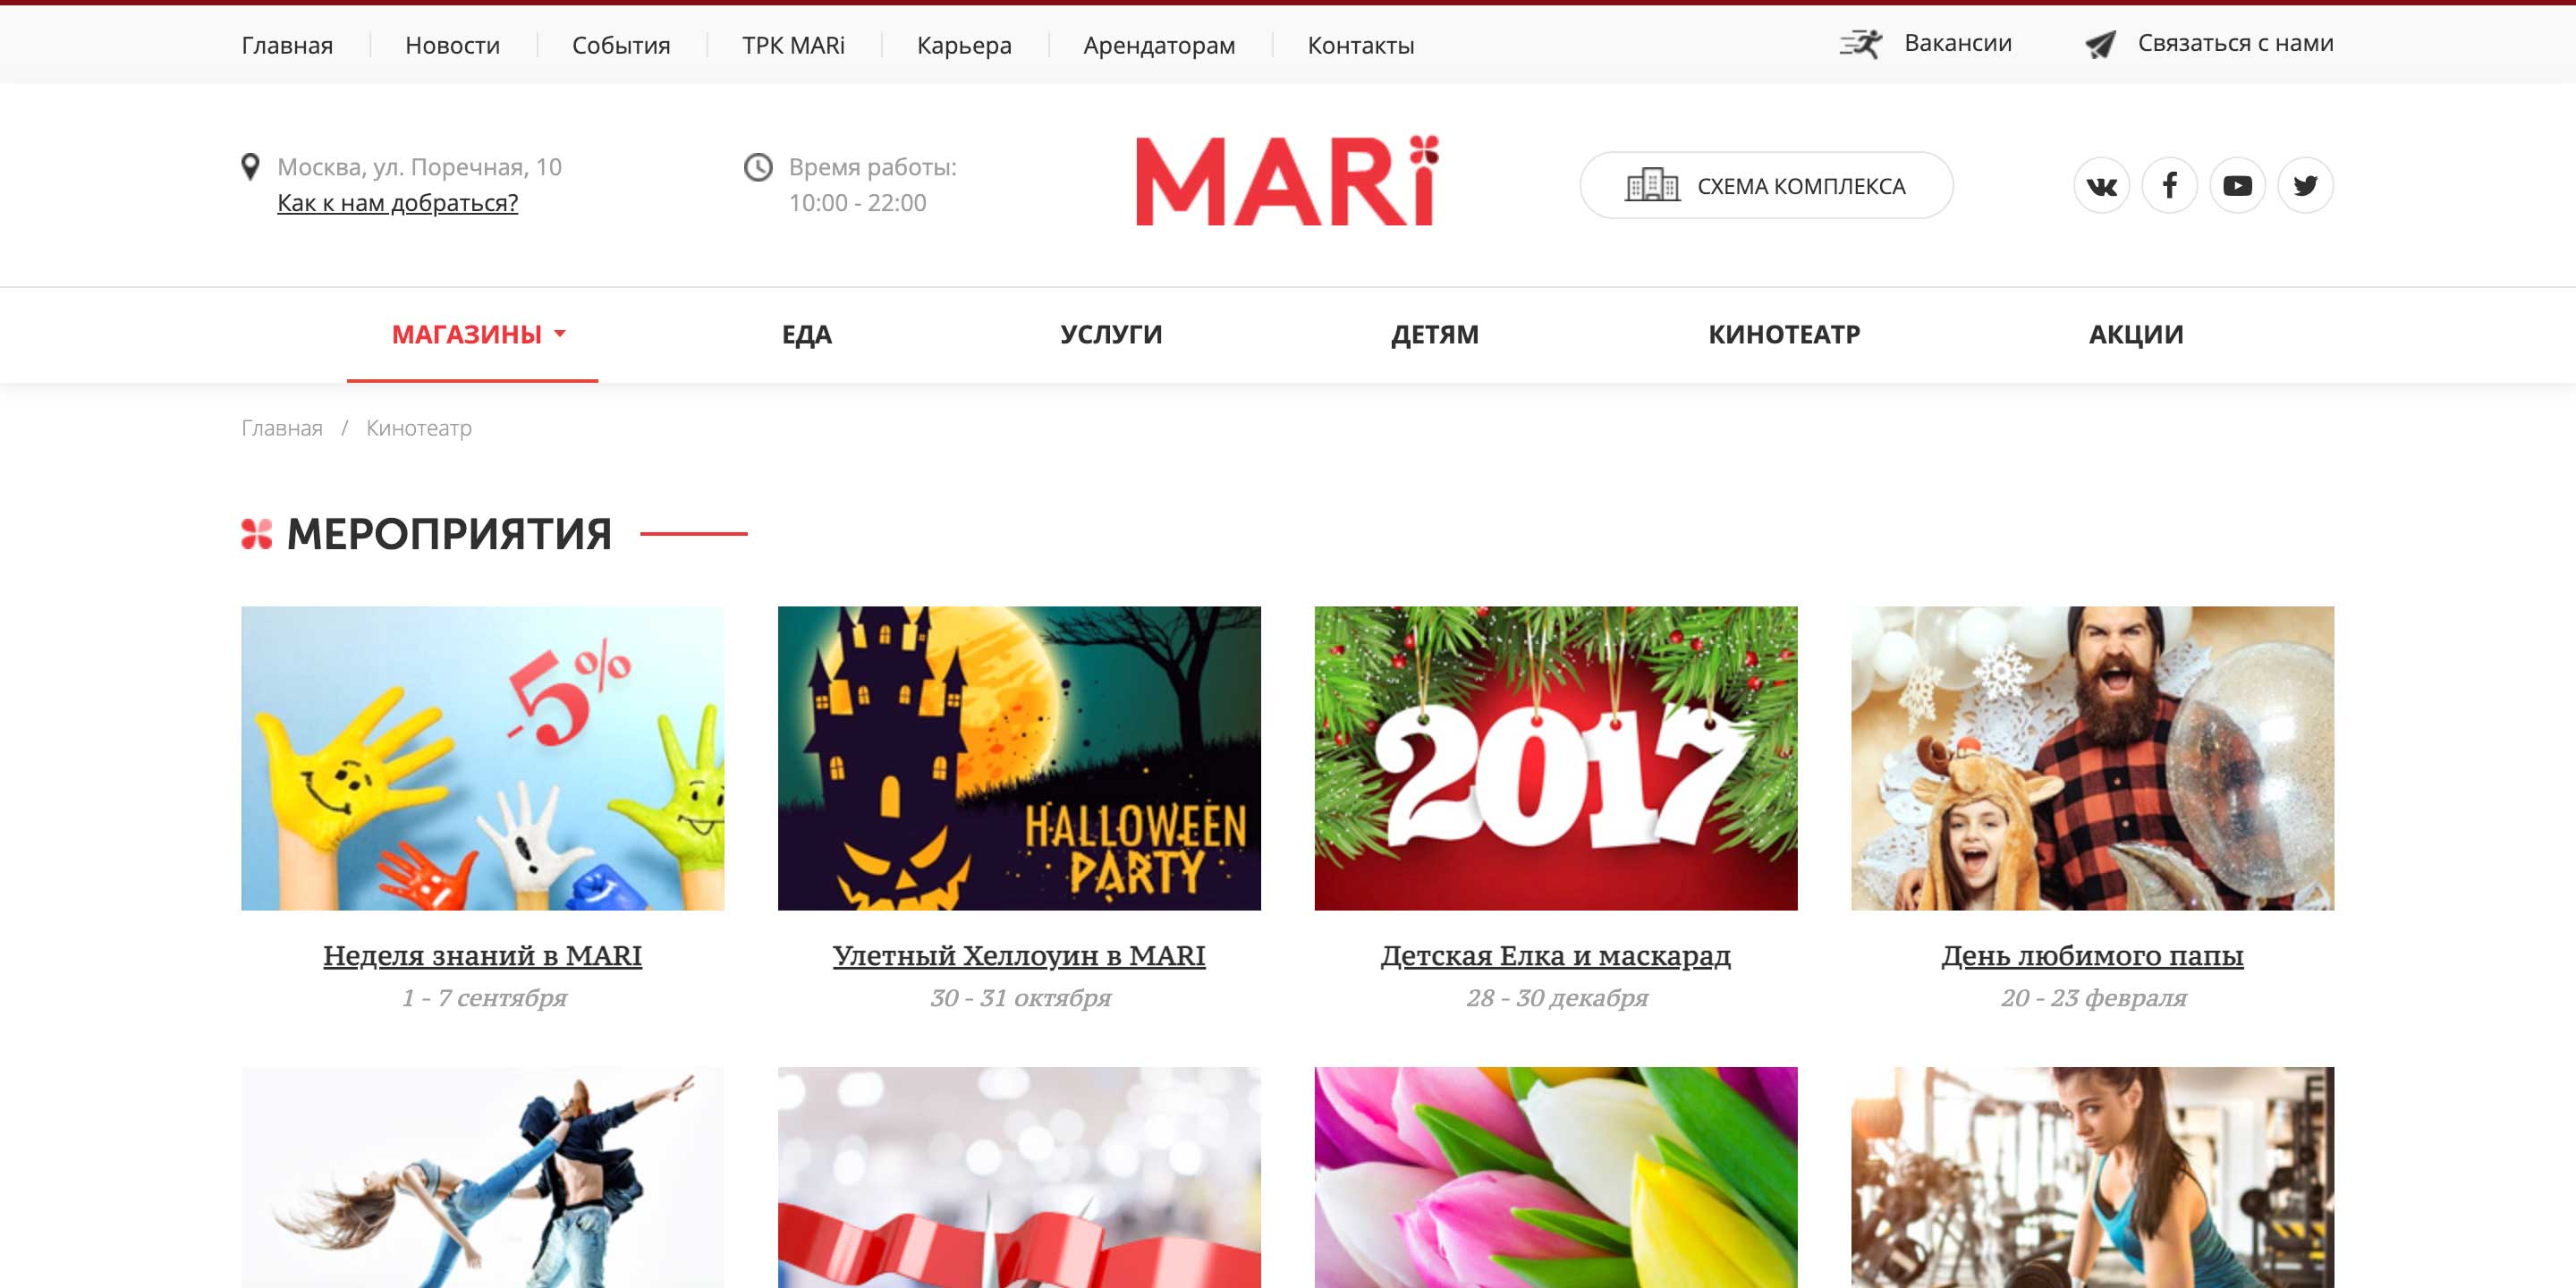 Главная
Новости
События
ТРК MARi
Карьера
Арендаторам
Контакты
Вакансии
Связаться с нами
Москва, ул. Поречная, 10
Как к нам добраться?
Время работы:
10:00 - 22:00
MARi
СХЕМА КОМПЛЕКСА
МАГАЗИНЫ
ЕДА
УСЛУГИ
ДЕТЯМ
КИНОТЕАТР
АКЦИИ
Главная / Кинотеатр
МЕРОПРИЯТИЯ
-5%
HALLOWEEN
PARTY
2017
Неделя знаний в MARI
1 - 7 сентября
Улетный Хеллоуин в MARI
30 - 31 октября
Детская Елка и маскарад
28 - 30 декабря
День любимого папы
20 - 23 февраля